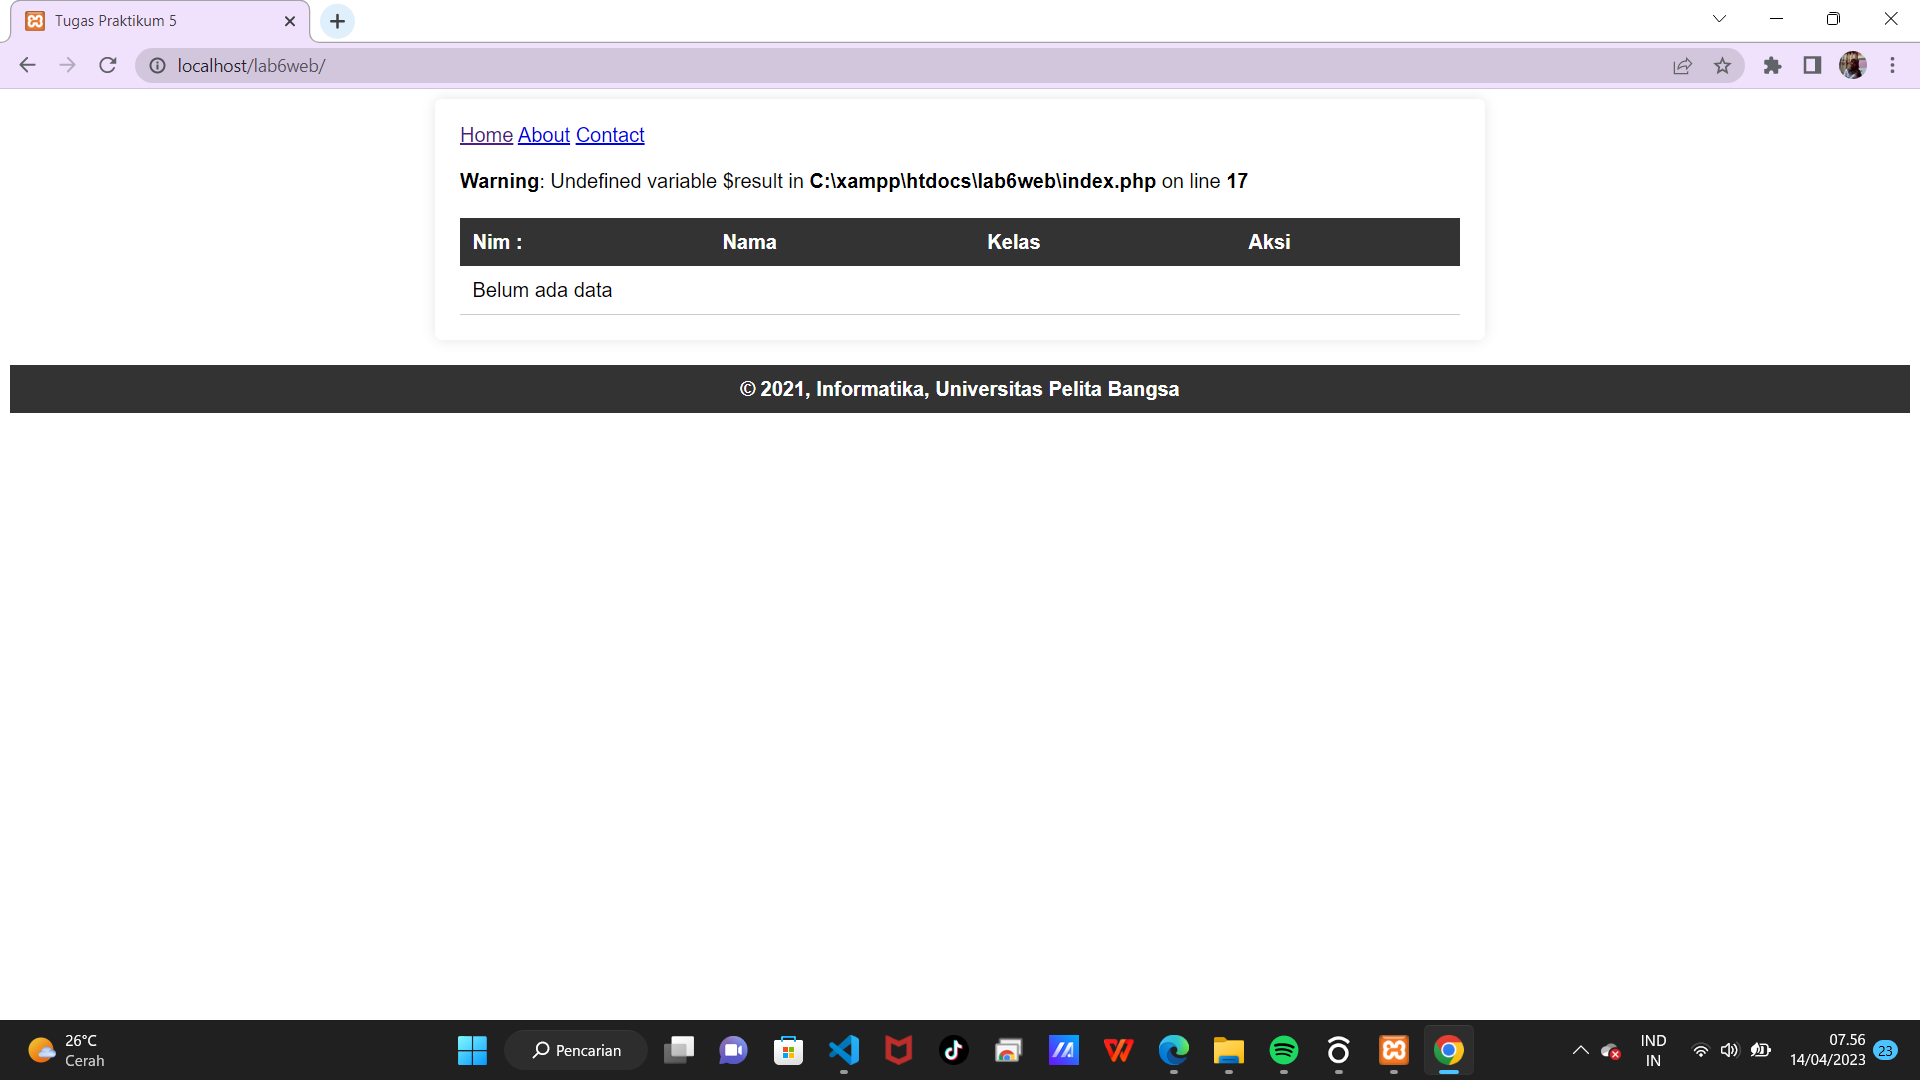 Tugas Praktikum 5
localhost/lab6web/
Home About Contact
Warning: Undefined variable $result in C:\xampp\htdocs\lab6web\index.php on line 17
Nim : Nama Kelas Aksi
Belum ada data
© 2021, Informatika, Universitas Pelita Bangsa
26°C
Cerah
Pencarian
IND
IN
07.56
14/04/2023
23